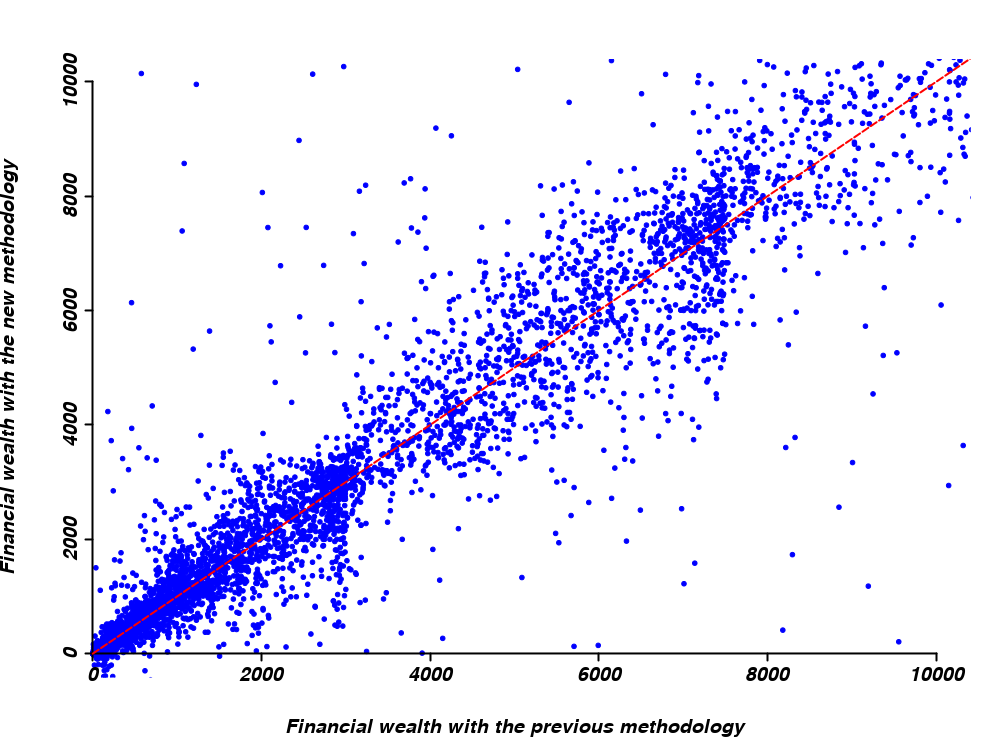 Financial wealth with the new methodology
10000
8000
6000
4000
2000
0
0 2000 4000 6000 8000 10000
Financial wealth with the previous methodology